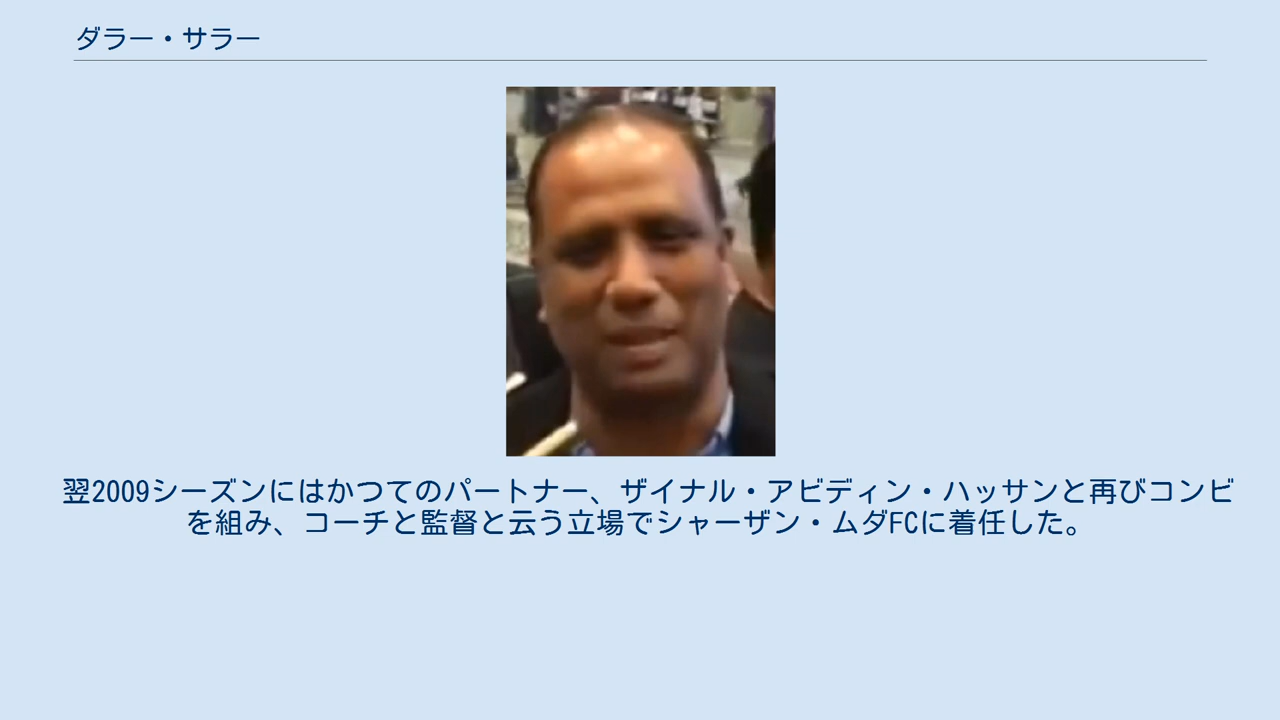 ダラー・サラー
翌2009シーズンにはかつてのパートナー、ザイナル・アビディン・ハッサンと再びコンビ
を組み、コーチと監督と云う立場でシャーザン・ムダFCに着任した。